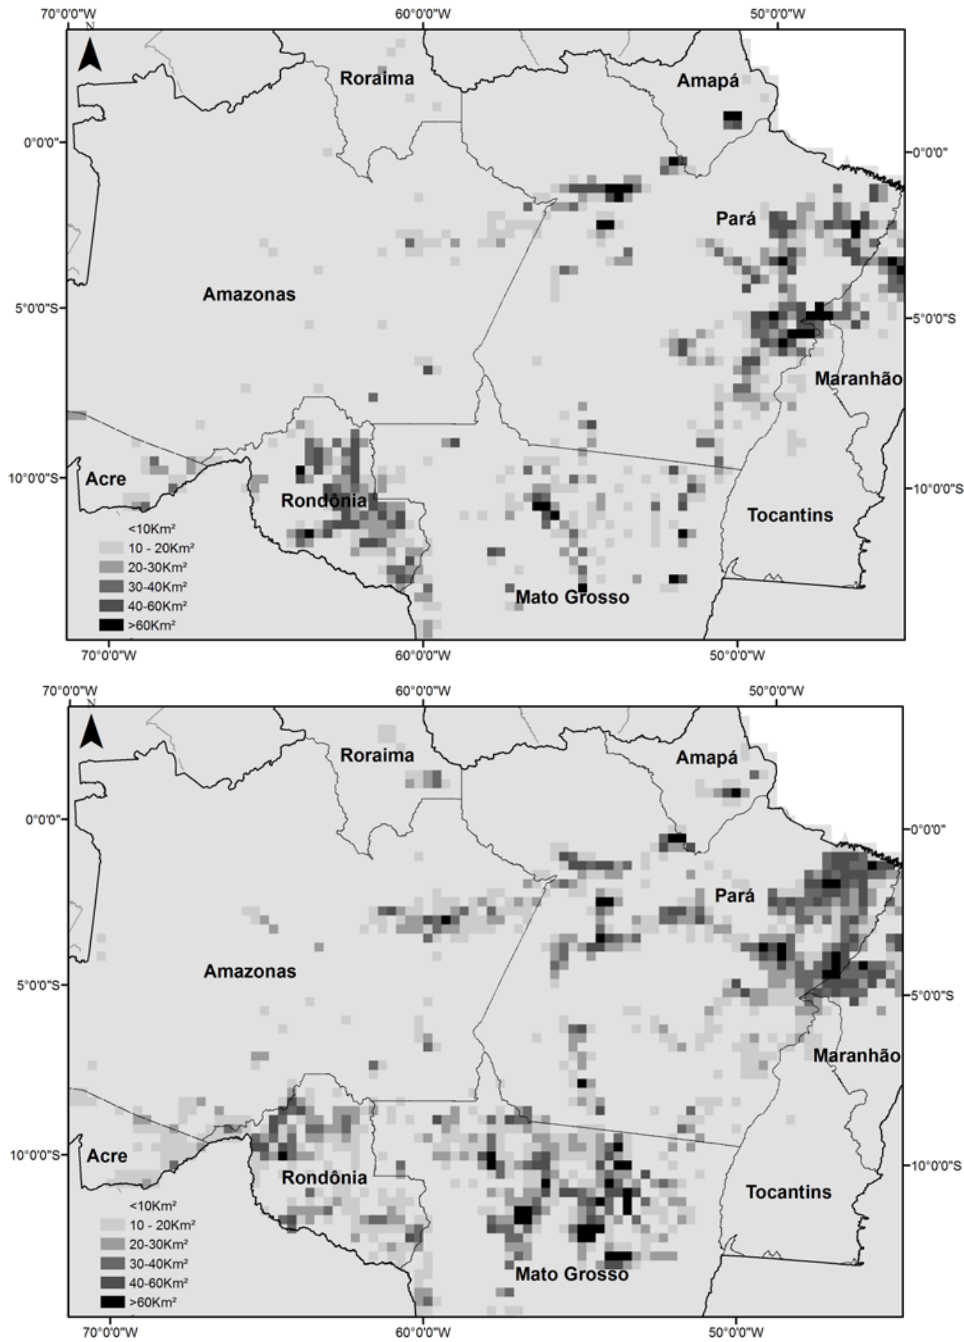 70°0'0"W 60°0'0"W 50°0'0"W
N
Roraima
Amapá
0°0'0"
0°0'0"S
Pará
Amazonas
5°0'0"S
5°0'0"S
Maranhão
Acre
10°0'0"S
10°0'0"S
Rondônia
Tocantins
<10Km²
10 - 20Km²
20-30Km²
30-40Km²
40-60Km²
>60Km²
Mato Grosso
70°0'0"W 60°0'0"W 50°0'0"W
70°0'0"W 60°0'0"W 50°0'0"W
N
Roraima
Amapá
0°0'0"
0°0'0"S
Pará
Amazonas
5°0'0"S
5°0'0"S
Maranhão
Acre
10°0'0"S
10°0'0"S
Rondônia
Tocantins
<10Km²
10 - 20Km²
20-30Km²
30-40Km²
40-60Km²
>60Km²
Mato Grosso
70°0'0"W 60°0'0"W 50°0'0"W